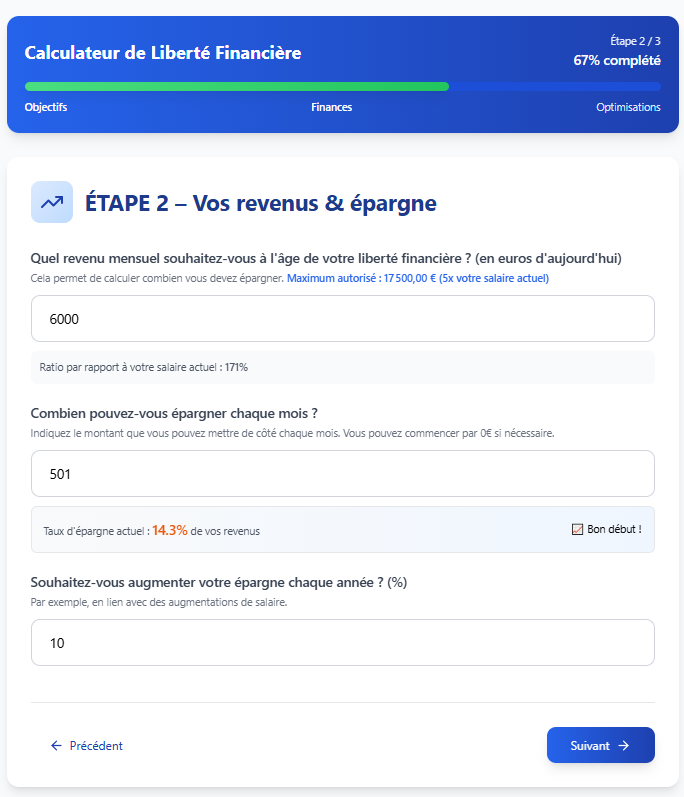 Calculateur de Liberté Financière
Étape 2 / 3
67% complété
Objectifs
Finances
Optimisations
ÉTAPE 2 – Vos revenus & épargne
Quel revenu mensuel souhaitez-vous à l'âge de votre liberté financière ? (en euros d'aujourd'hui)
Cela permet de calculer combien vous devez épargner. Maximum autorisé : 17 500,00 € (5x votre salaire actuel)
6000
Ratio par rapport à votre salaire actuel : 171%
Combien pouvez-vous épargner chaque mois ?
Indiquez le montant que vous pouvez mettre de côté chaque mois. Vous pouvez commencer par 0€ si nécessaire.
501
Taux d'épargne actuel : 14.3% de vos revenus
Bon début !
Souhaitez-vous augmenter votre épargne chaque année ? (%)
Par exemple, en lien avec des augmentations de salaire.
10
← Précédent
Suivant →